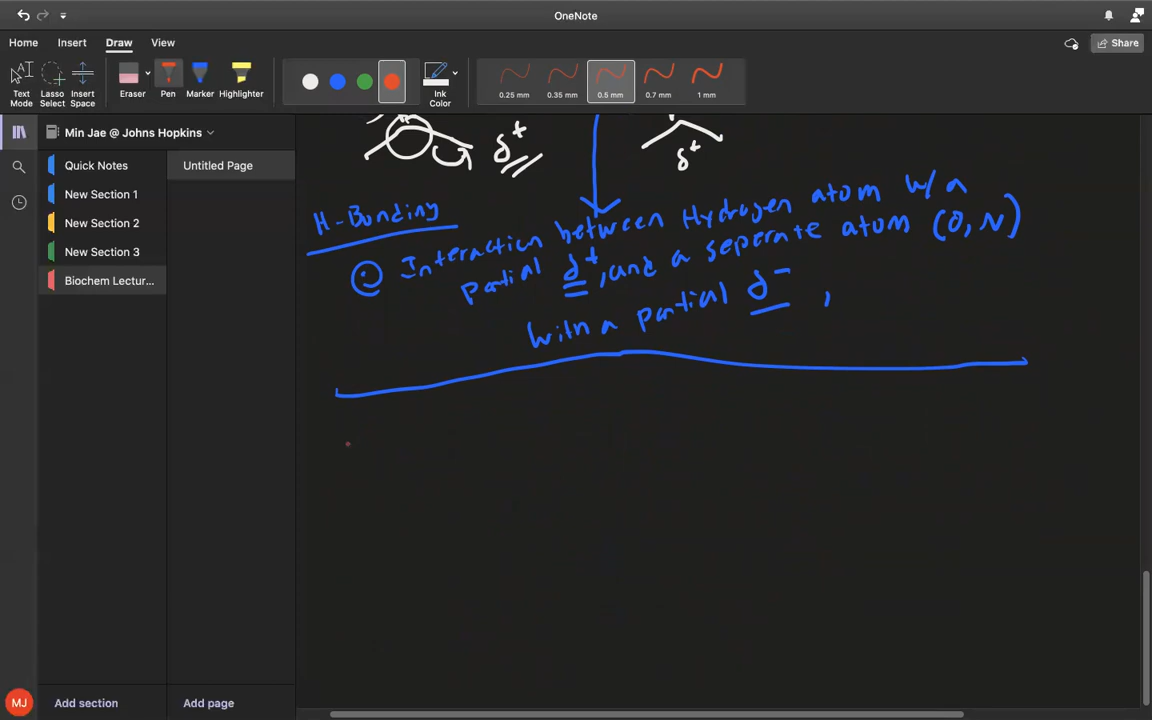 OneNote
Home Insert Draw View
Share
Text Mode
Lasso Select
Insert Space
Eraser
Pen
Marker
Highlighter
Ink Color
0.25 mm
0.35 mm
0.5 mm
0.7 mm
1 mm
Min Jae @ Johns Hopkins
Quick Notes
New Section 1
New Section 2
New Section 3
Biochem Lectur...
Untitled Page
δ+
δ+
H-Bonding
Interaction between Hydrogen atom w/ a
partial δ+, and a seperate atom (O, N)
with a partial δ-,
MJ
Add section
Add page